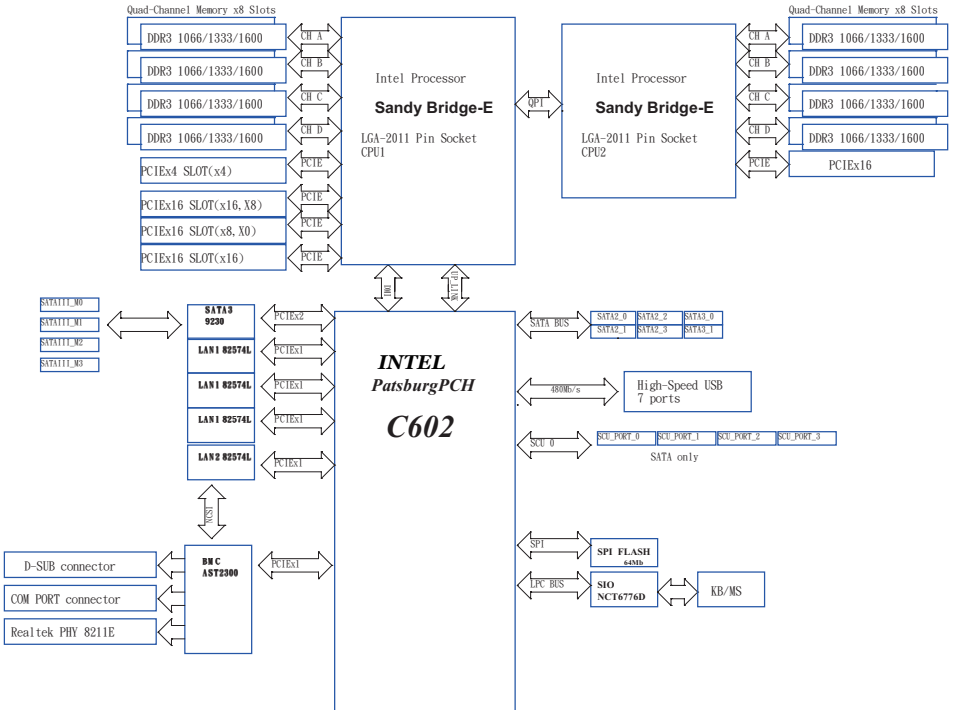 Quad-Channel Memory x8 Slots
DDR3 1066/1333/1600
CH A
DDR3 1066/1333/1600
CH B
DDR3 1066/1333/1600
CH C
DDR3 1066/1333/1600
CH D
PCIEx4 SLOT(x4)
PCIE
PCIEx16 SLOT(x16,X8)
PCIE
PCIEx16 SLOT(x8,X0)
PCIE
PCIEx16 SLOT(x16)
PCIE
Intel Processor
Sandy Bridge-E
LGA-2011 Pin Socket
CPU1
QPI
Intel Processor
Sandy Bridge-E
LGA-2011 Pin Socket
CPU2
Quad-Channel Memory x8 Slots
CH A
DDR3 1066/1333/1600
CH B
DDR3 1066/1333/1600
CH C
DDR3 1066/1333/1600
CH D
DDR3 1066/1333/1600
PCIE
PCIEx16
DMI
UP_LINK
SATAIII_M0
SATAIII_M1
SATAIII_M2
SATAIII_M3
SATA3
9230
PCIEx2
LAN1 82574L
PCIEx1
LAN1 82574L
PCIEx1
LAN1 82574L
PCIEx1
LAN2 82574L
PCIEx1
NCSI
BMC
AST2300
PCIEx1
D-SUB connector
COM PORT connector
Realtek PHY 8211E
INTEL
PatsburgPCH
C602
SATA BUS
SATA2_0 SATA2_2 SATA3_0
SATA2_1 SATA2_3 SATA3_1
480Mb/s
High-Speed USB
7 ports
SCU 0
SCU_PORT_0 SCU_PORT_1 SCU_PORT_2 SCU_PORT_3
SATA only
SPI
SPI FLASH
64Mb
LPC BUS
SIO
NCT6776D
KB/MS